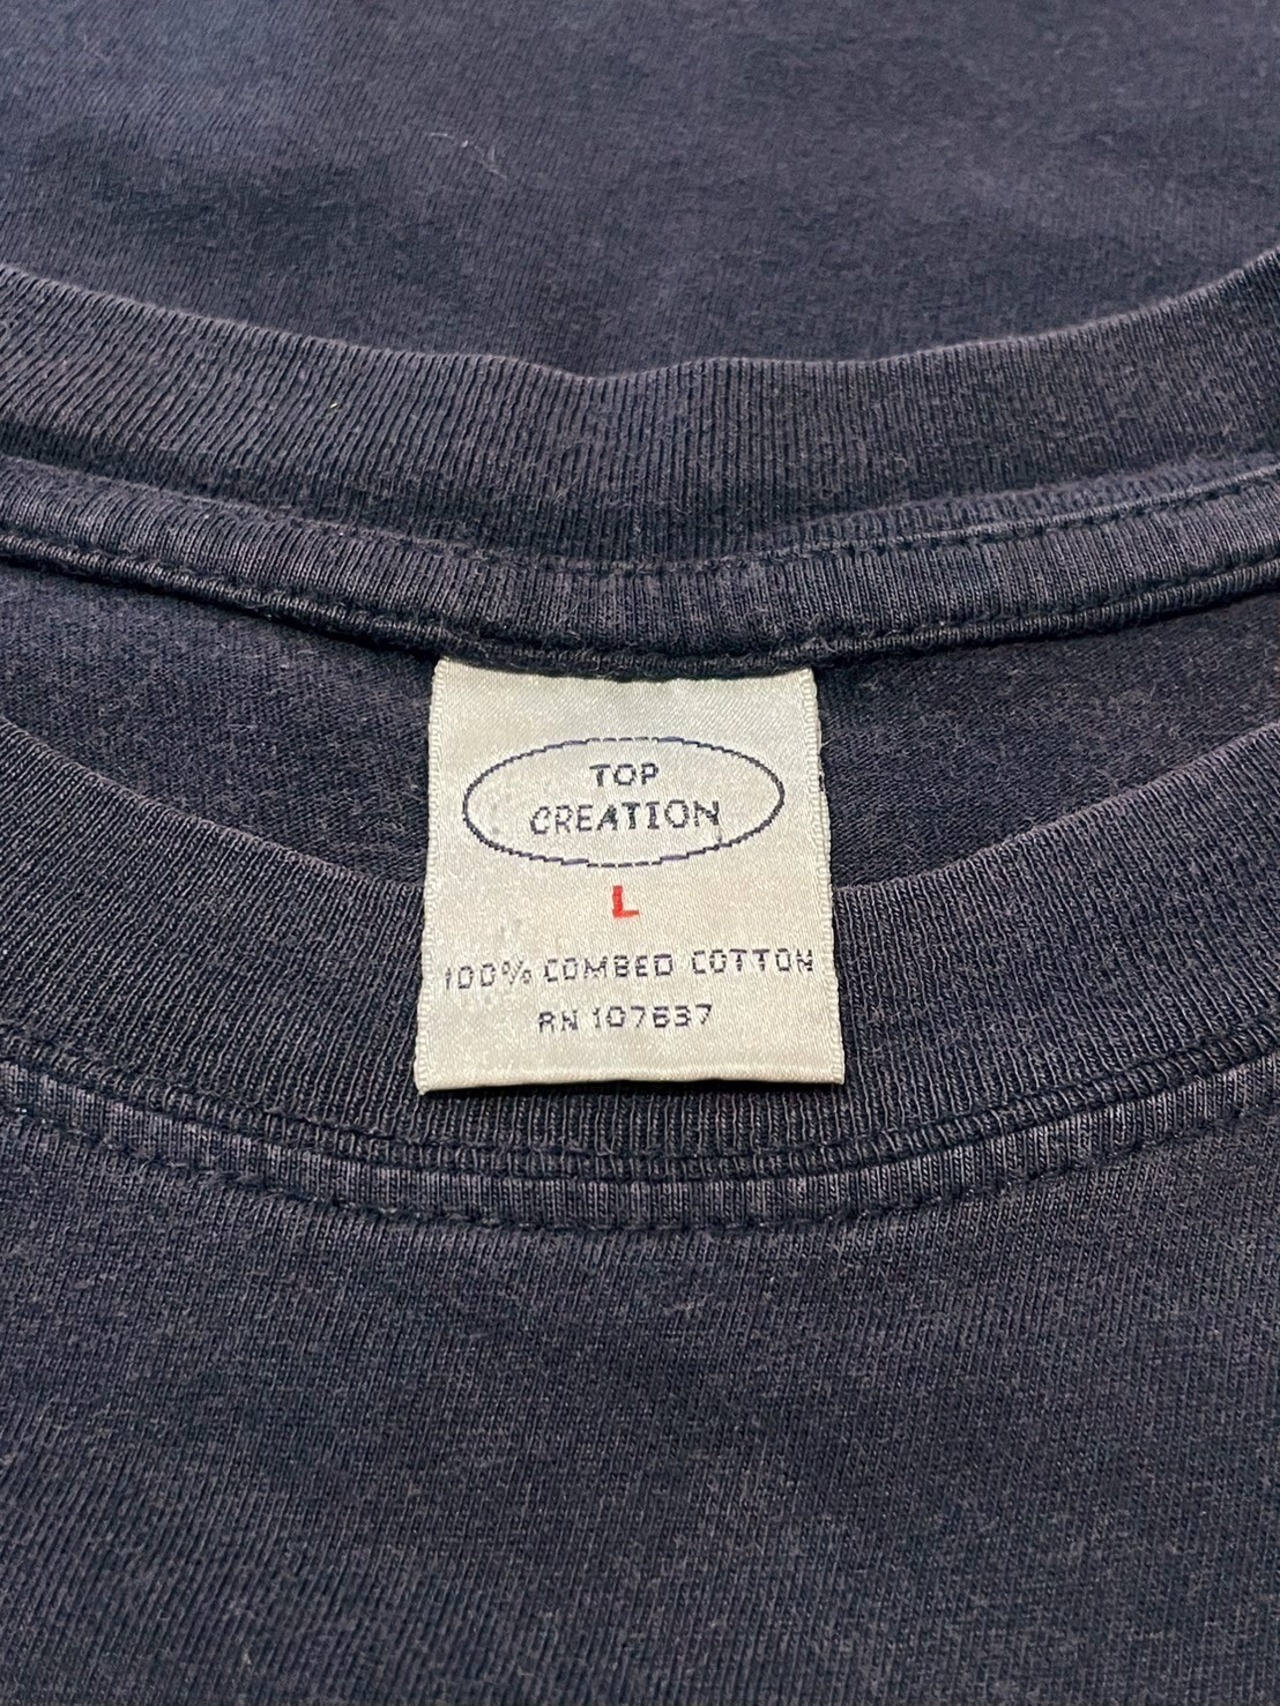 TOP
CREATION
L
100% COMBED COTTON
RN 107637